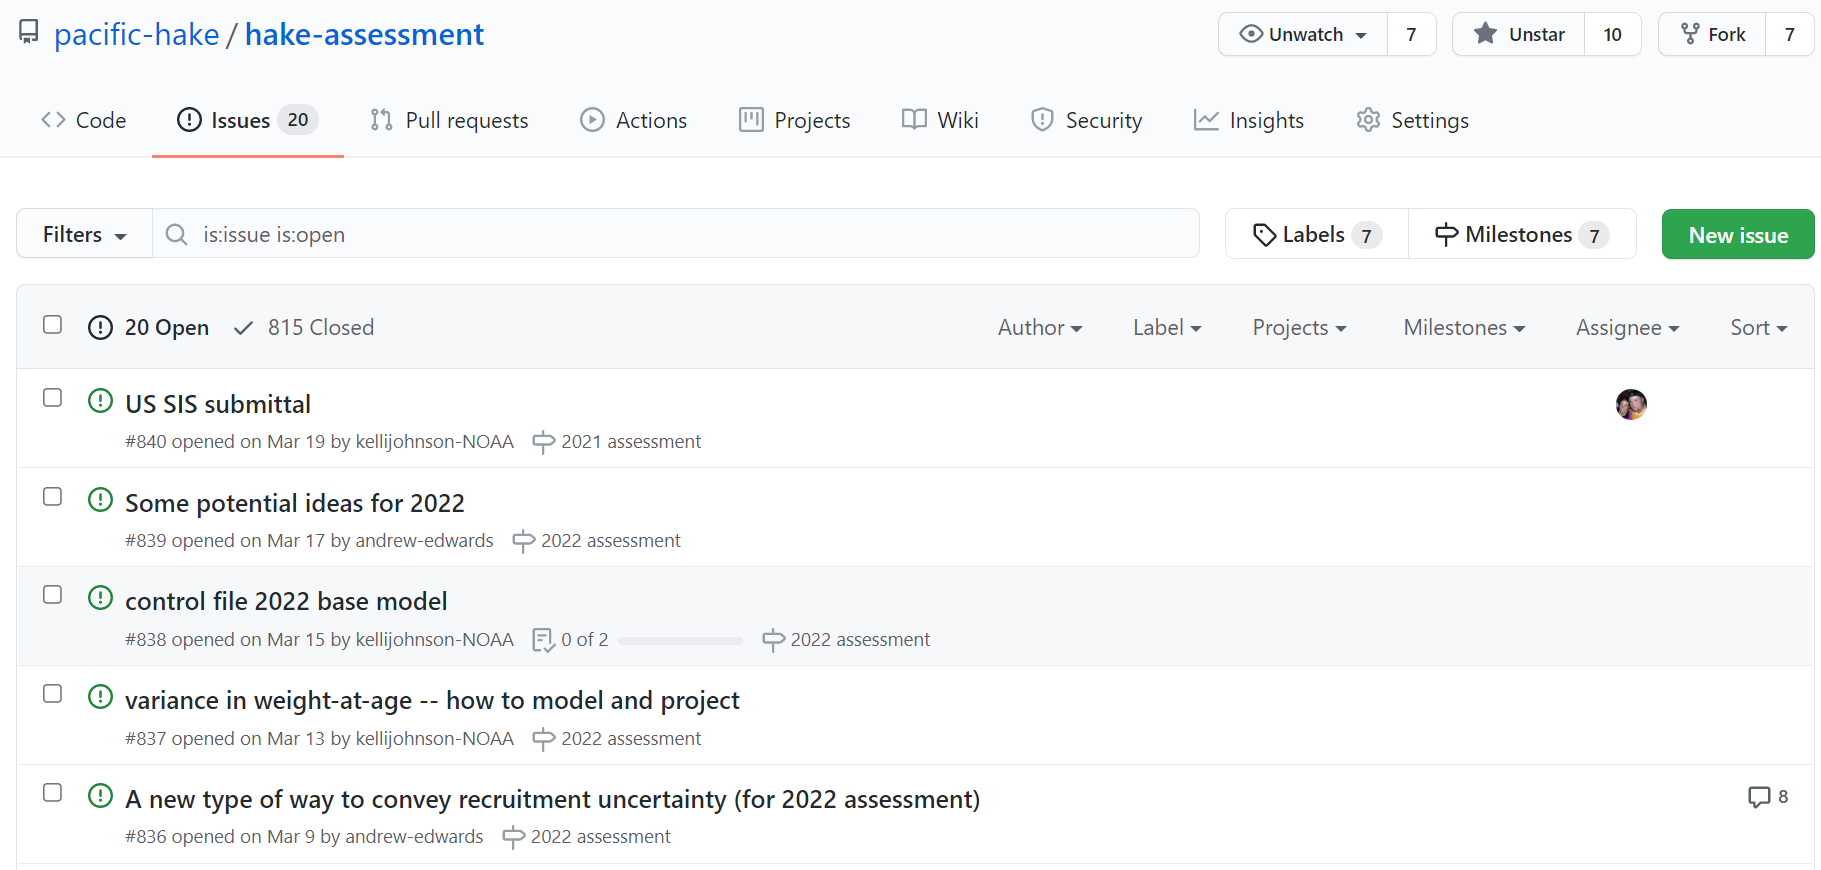 pacific-hake / hake-assessment
Unwatch 7 Unstar 10 Fork 7
Code Issues 20 Pull requests Actions Projects Wiki Security Insights Settings
Filters is:issue is:open Labels 7 Milestones 7 New issue
20 Open 815 Closed Author Label Projects Milestones Assignee Sort
US SIS submittal
#840 opened on Mar 19 by kellijohnson-NOAA 2021 assessment
Some potential ideas for 2022
#839 opened on Mar 17 by andrew-edwards 2022 assessment
control file 2022 base model
#838 opened on Mar 15 by kellijohnson-NOAA 0 of 2 2022 assessment
variance in weight-at-age -- how to model and project
#837 opened on Mar 13 by kellijohnson-NOAA 2022 assessment
A new type of way to convey recruitment uncertainty (for 2022 assessment) 8
#836 opened on Mar 9 by andrew-edwards 2022 assessment